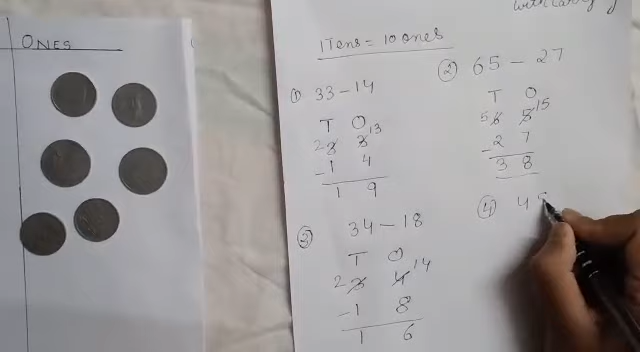 ONES
with carry
1 Tens = 10 ones
① 33 - 14
T O
2 3 3 13
- 1 4
1 9
② 65 - 27
T O
5 6 5 15
- 2 7
3 8
③ 34 - 18
T O
2 3 4 14
- 1 8
1 6
④ 4